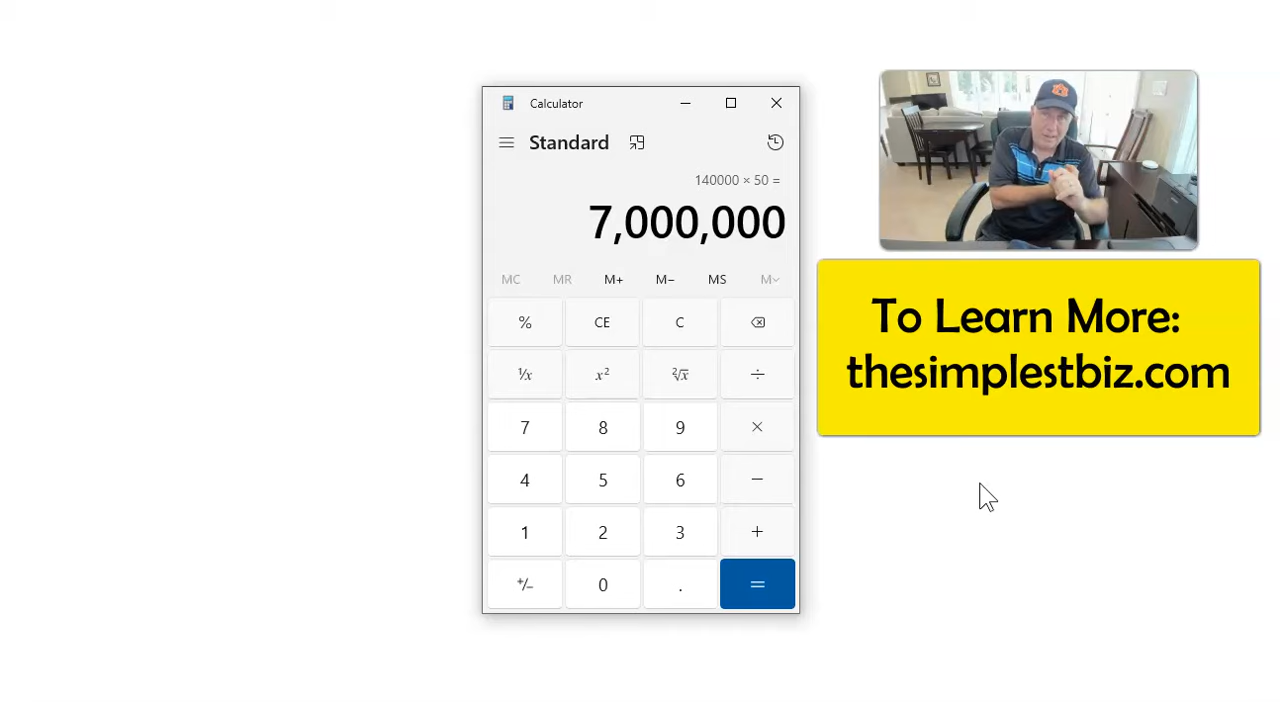 Calculator
Standard
140000 × 50 =
7,000,000
MC MR M+ M− MS M˅
% CE C
¹/x x² ²√x ÷
7 8 9 ×
4 5 6 −
1 2 3 +
+/− 0 . =
To Learn More:
thesimplestbiz.com